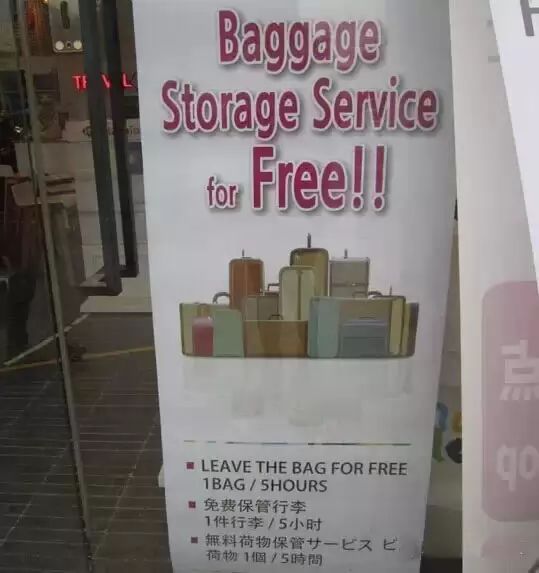 Baggage
Storage Service
for Free!!
▪ LEAVE THE BAG FOR FREE
1BAG / 5HOURS
▪ 免费保管行李
1件行李 / 5小时
▪ 無料荷物保管サービス ビ
荷物 1個 / 5時間